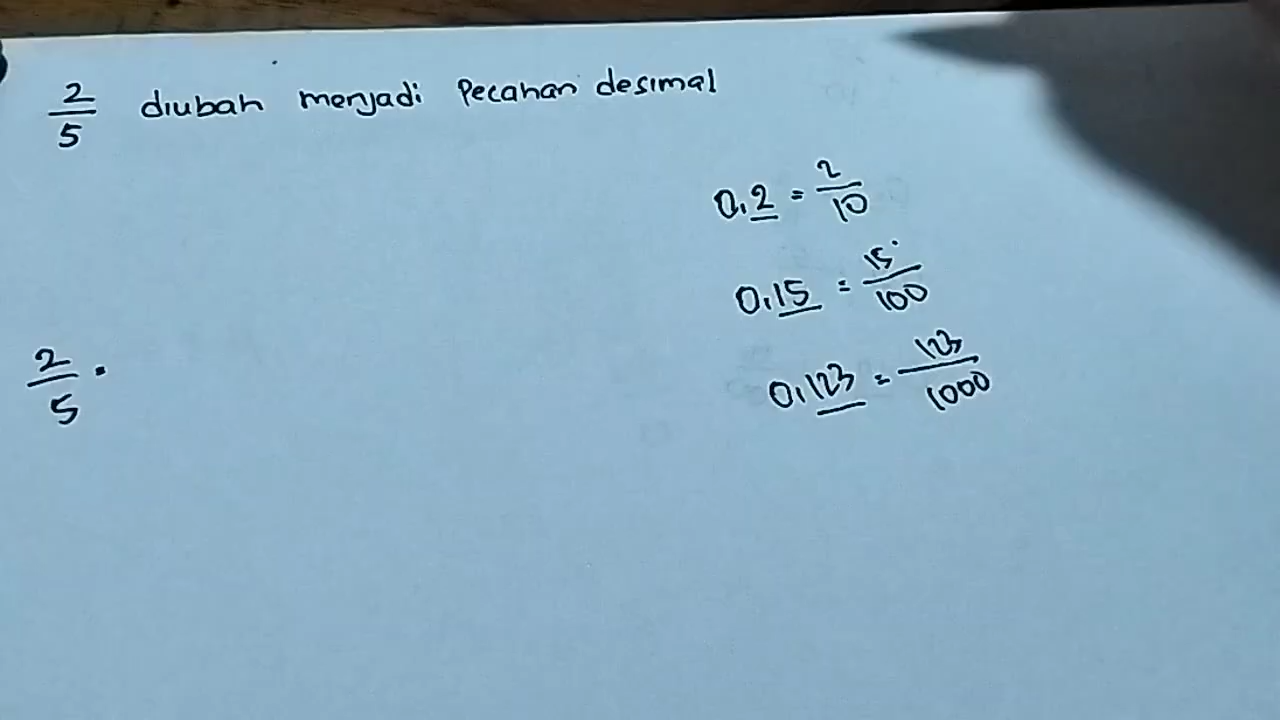 2/5 diubah menjadi Pecahan desimal
0,2 = 2/10
0,15 = 15/100
0,123 = 123/1000
2/5